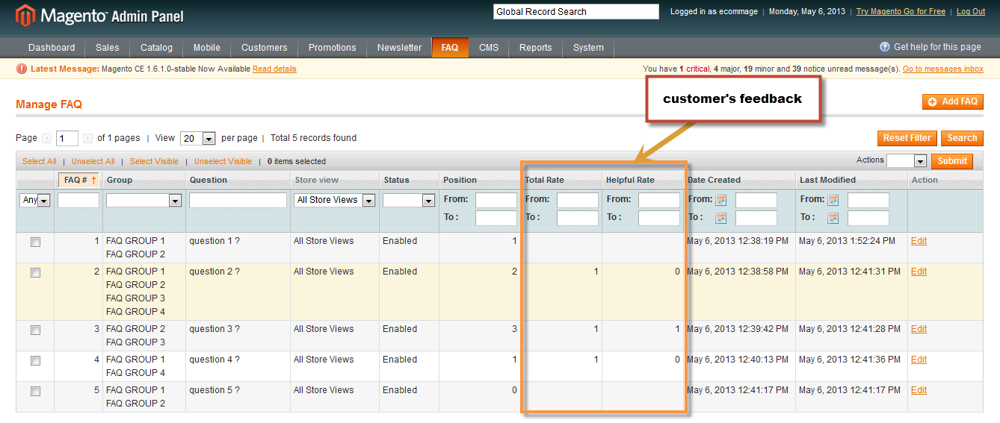 Magento Admin Panel
Global Record Search
Logged in as ecommage | Monday, May 6, 2013 | Try Magento Go for Free | Log Out
Dashboard Sales Catalog Mobile Customers Promotions Newsletter FAQ CMS Reports System Get help for this page
Latest Message: Magento CE 1.6.1.0-stable Now Available Read details You have 1 critical, 4 major, 19 minor and 39 notice unread message(s). Go to messages inbox
customer's feedback
Manage FAQ Add FAQ
Page 1 of 1 pages | View 20 per page | Total 5 records found Reset Filter Search
Select All | Unselect All | Select Visible | Unselect Visible | 0 items selected Actions Submit
FAQ # Group Question Store view Status Position Total Rate Helpful Rate Date Created Last Modified Action
Any All Store Views From: From: From: From: From:
To : To : To : To : To :
1 FAQ GROUP 1 question 1 ? All Store Views Enabled 1 May 6, 2013 12:38:19 PM May 6, 2013 1:52:24 PM Edit
FAQ GROUP 2
2 FAQ GROUP 1 question 2 ? All Store Views Enabled 2 1 0 May 6, 2013 12:38:58 PM May 6, 2013 12:41:31 PM Edit
FAQ GROUP 2
FAQ GROUP 3
FAQ GROUP 4
3 FAQ GROUP 2 question 3 ? All Store Views Enabled 3 1 1 May 6, 2013 12:39:42 PM May 6, 2013 12:41:28 PM Edit
FAQ GROUP 3
4 FAQ GROUP 1 question 4 ? All Store Views Enabled 1 1 0 May 6, 2013 12:40:13 PM May 6, 2013 12:41:36 PM Edit
FAQ GROUP 4
5 FAQ GROUP 1 question 5 ? All Store Views Enabled 0 May 6, 2013 12:41:17 PM May 6, 2013 12:41:17 PM Edit
FAQ GROUP 2